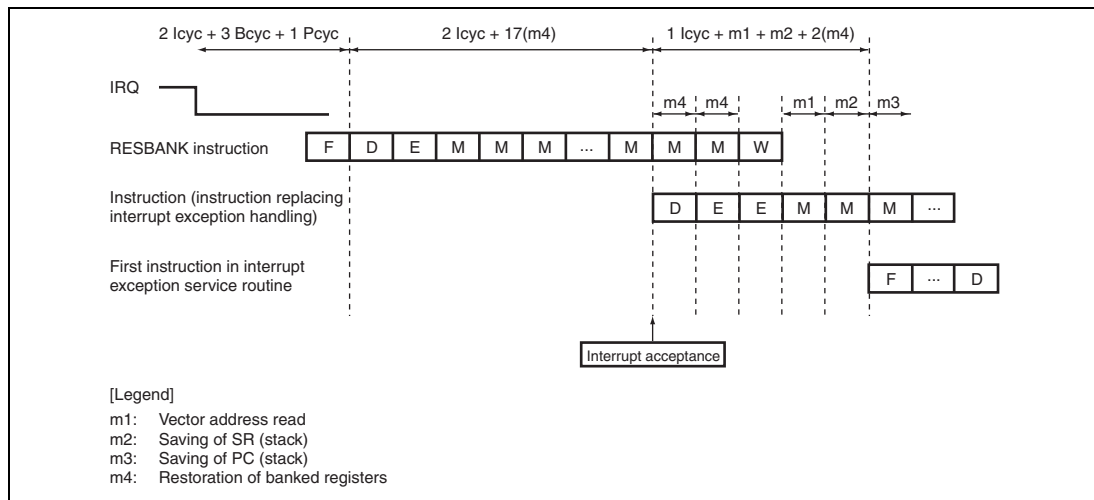 2 Icyc + 3 Bcyc + 1 Pcyc 2 Icyc + 17(m4) 1 Icyc + m1 + m2 + 2(m4)
IRQ
m4 m4 m1 m2 m3
RESBANK instruction F D E M M M ... M M M W
Instruction (instruction replacing
interrupt exception handling) D E E M M M ...
First instruction in interrupt
exception service routine F ... D
Interrupt acceptance
[Legend]
m1: Vector address read
m2: Saving of SR (stack)
m3: Saving of PC (stack)
m4: Restoration of banked registers